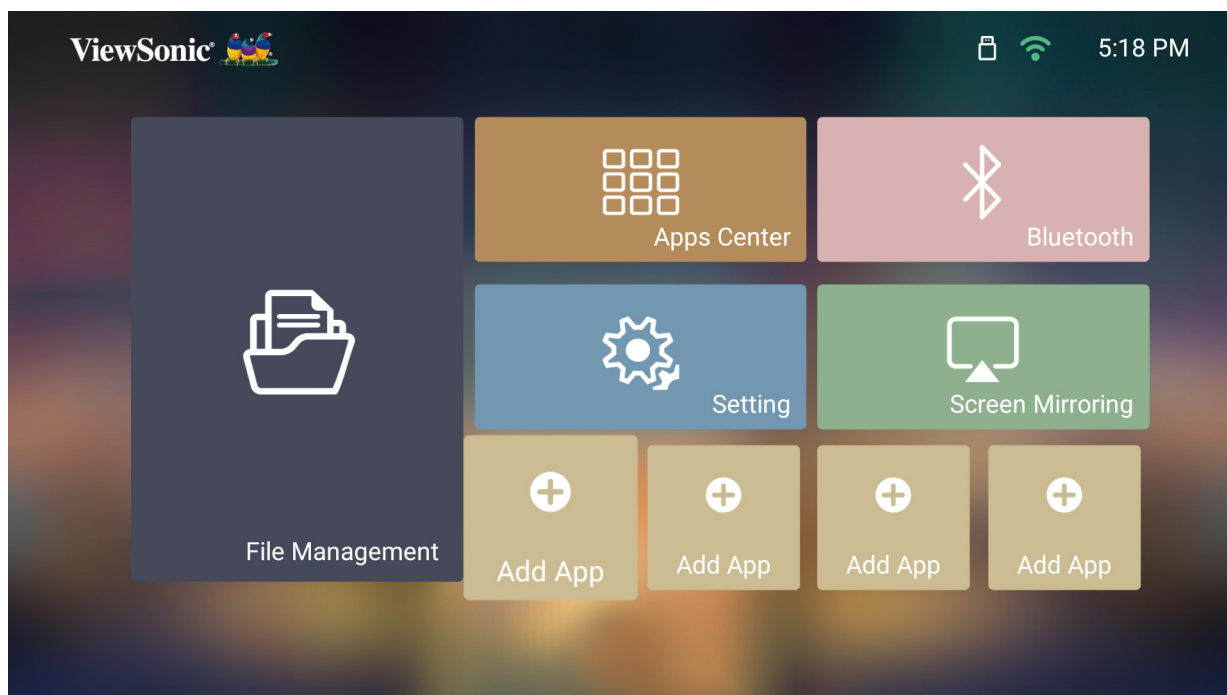 ViewSonic®
5:18 PM
Apps Center
Bluetooth
Setting
Screen Mirroring
File Management
Add App
Add App
Add App
Add App